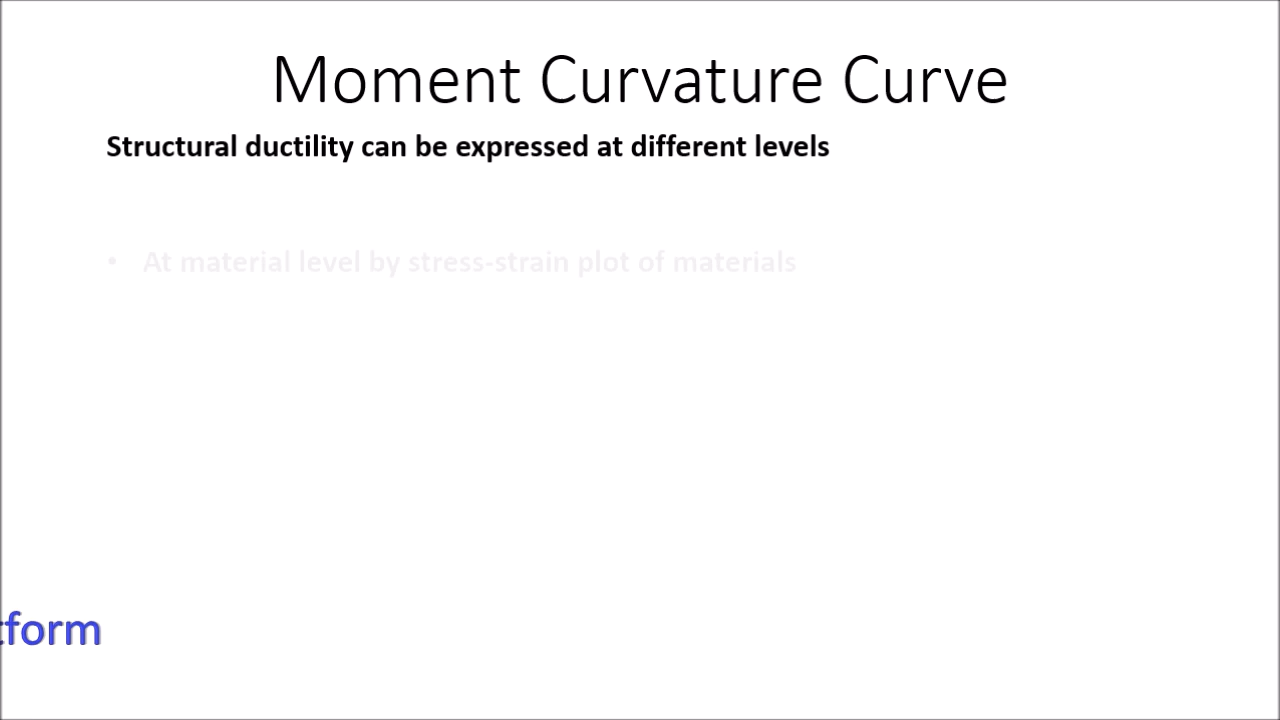 Moment Curvature Curve
Structural ductility can be expressed at different levels
• At material level by stress-strain plot of materials
tform